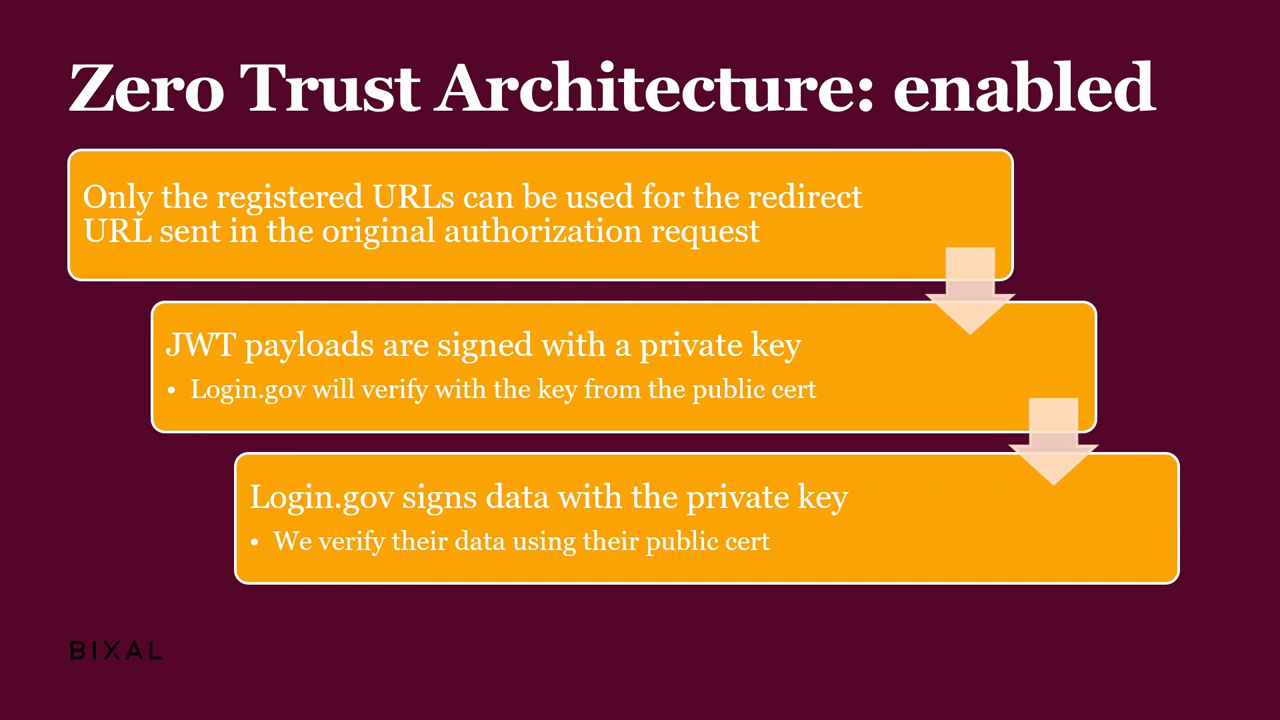 Zero Trust Architecture: enabled
Only the registered URLs can be used for the redirect
URL sent in the original authorization request
JWT payloads are signed with a private key
• Login.gov will verify with the key from the public cert
Login.gov signs data with the private key
• We verify their data using their public cert
BIXAL